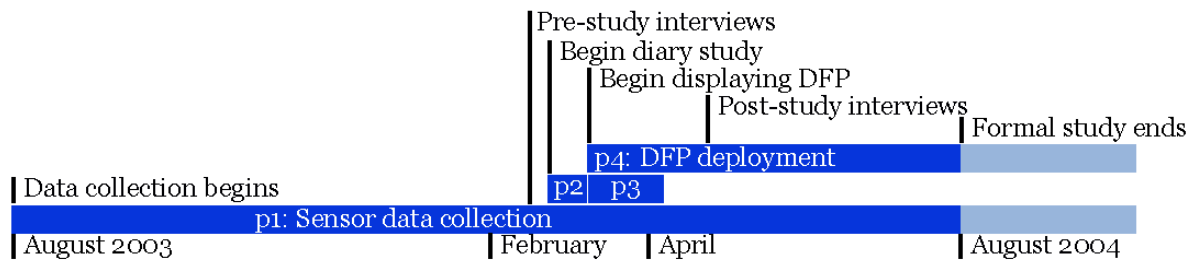 Pre-study interviews
Begin diary study
Begin displaying DFP
Post-study interviews
Formal study ends
p4: DFP deployment
Data collection begins
p2 p3
p1: Sensor data collection
August 2003 February April August 2004